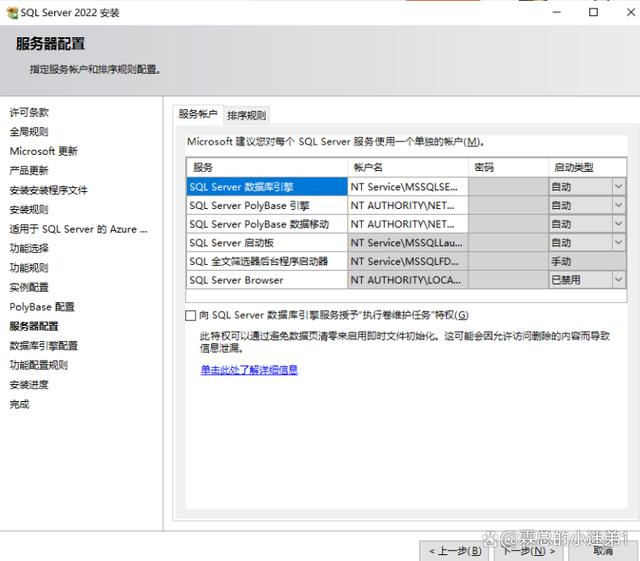 SQL Server 2022 安装
服务器配置
指定服务帐户和排序规则配置。
许可条款
全局规则
Microsoft 更新
产品更新
安装安装程序文件
安装规则
适用于 SQL Server 的 Azure ...
功能选择
功能规则
实例配置
PolyBase 配置
服务器配置
数据库引擎配置
功能配置规则
安装进度
完成
服务帐户 排序规则
Microsoft 建议您对每个 SQL Server 服务使用一个单独的帐户(M)。
服务 帐户名 密码 启动类型
SQL Server 数据库引擎 NT Service\MSSQLSE... 自动
SQL Server PolyBase 引擎 NT AUTHORITY\NET... 自动
SQL Server PolyBase 数据移动 NT AUTHORITY\NET... 自动
SQL Server 启动板 NT Service\MSSQLLau... 自动
SQL 全文筛选器后台程序启动器 NT Service\MSSQLFD... 手动
SQL Server Browser NT AUTHORITY\LOCA... 已禁用
向 SQL Server 数据库引擎服务授予“执行卷维护任务”特权(G)
此特权可以通过避免数据页清零来启用即时文件初始化。这可能会因允许访问删除的内容而导致
信息泄漏。
单击此处了解详细信息
< 上一步(B) 下一步(N) > 取消
@霖总的小迷弟1